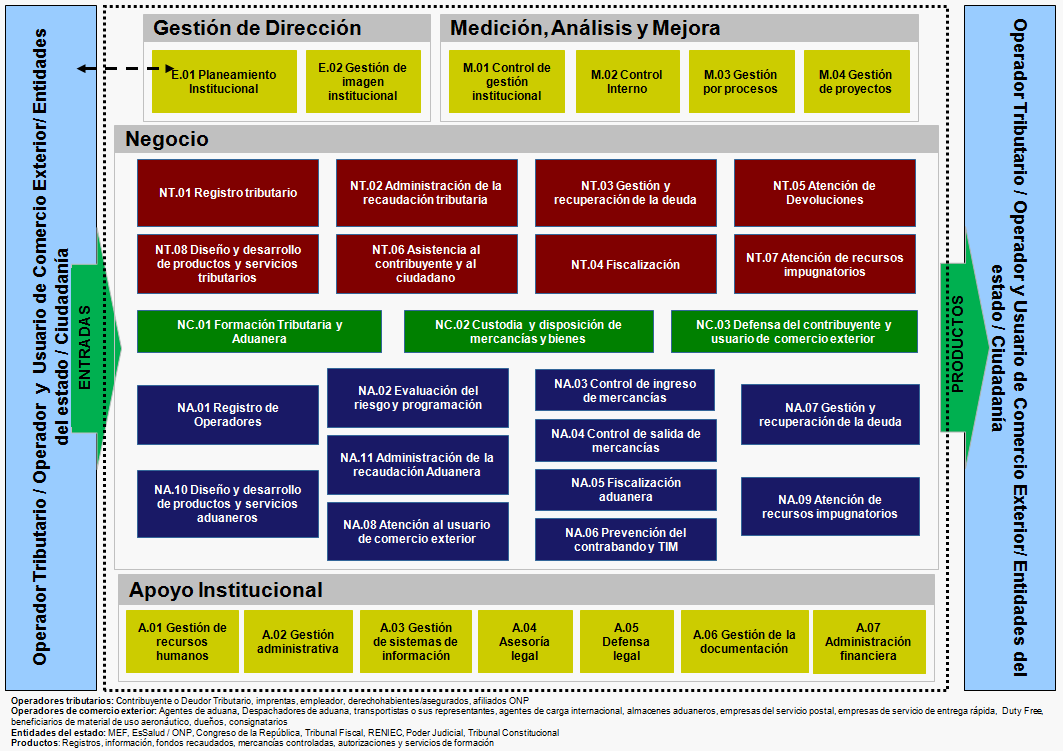 Operador Tributario / Operador y Usuario de Comercio Exterior/ Entidades
del estado / Ciudadanía
ENTRADAS
Gestión de Dirección
E.01 Planeamiento
Institucional
E.02 Gestión de
imagen
institucional
Medición, Análisis y Mejora
M.01 Control de
gestión
institucional
M.02 Control
Interno
M.03 Gestión
por procesos
M.04 Gestión
de proyectos
Negocio
NT.01 Registro tributario
NT.02 Administración de la
recaudación tributaria
NT.03 Gestión y
recuperación de la deuda
NT.05 Atención de
Devoluciones
NT.08 Diseño y desarrollo
de productos y servicios
tributarios
NT.06 Asistencia al
contribuyente y al
ciudadano
NT.04 Fiscalización
NT.07 Atención de recursos
impugnatorios
NC.01 Formación Tributaria y
Aduanera
NC.02 Custodia y disposición de
mercancías y bienes
NC.03 Defensa del contribuyente y
usuario de comercio exterior
NA.01 Registro de
Operadores
NA.10 Diseño y desarrollo
de productos y servicios
aduaneros
NA.02 Evaluación del
riesgo y programación
NA.11 Administración de la
recaudación Aduanera
NA.08 Atención al usuario
de comercio exterior
NA.03 Control de ingreso
de mercancías
NA.04 Control de salida de
mercancías
NA.05 Fiscalización
aduanera
NA.06 Prevención del
contrabando y TIM
NA.07 Gestión y
recuperación de la deuda
NA.09 Atención de
recursos impugnatorios
Apoyo Institucional
A.01 Gestión de
recursos
humanos
A.02 Gestión
administrativa
A.03 Gestión
de sistemas de
información
A.04
Asesoría
legal
A.05
Defensa
legal
A.06 Gestión de la
documentación
A.07
Administración
financiera
PRODUCTOS
Operador Tributario / Operador y Usuario de Comercio Exterior/ Entidades del
estado / Ciudadanía
Operadores tributarios: Contribuyente o Deudor Tributario, imprentas, empleador, derechohabientes/asegurados, afiliados ONP
Operadores de comercio exterior: Agentes de aduana, Despachadores de aduana, transportistas o sus representantes, agentes de carga internacional, almacenes aduaneros, empresas del servicio postal, empresas de servicio de entrega rápida, Duty Free,
beneficiarios de material de uso aeronáutico, dueños, consignatarios
Entidades del estado: MEF, EsSalud / ONP, Congreso de la República, Tribunal Fiscal, RENIEC, Poder Judicial, Tribunal Constitucional
Productos: Registros, información, fondos recaudados, mercancías controladas, autorizaciones y servicios de formación